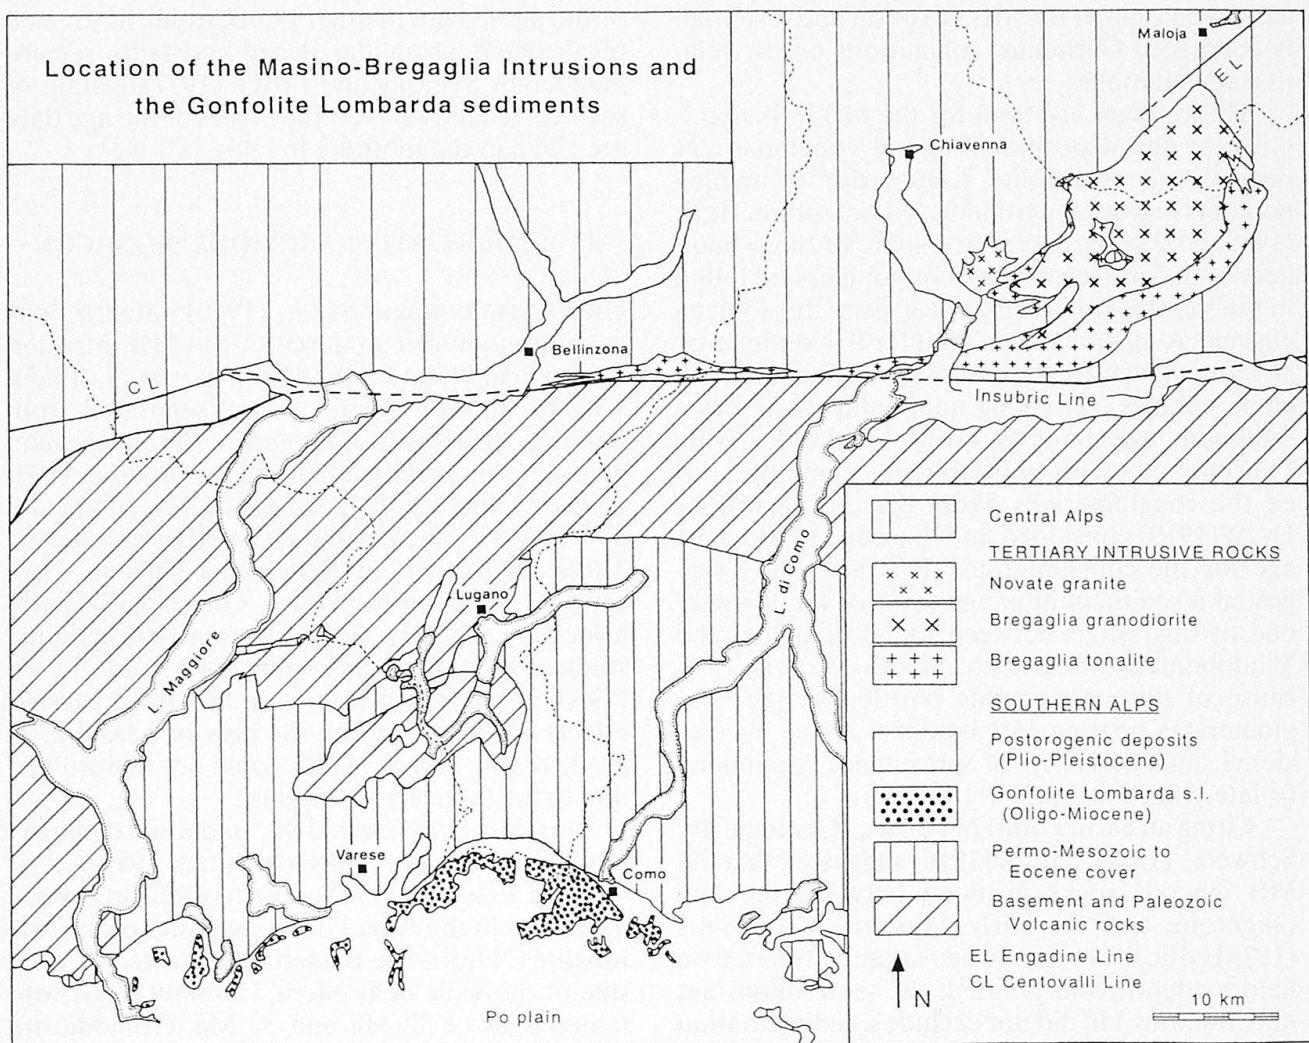 Location of the Masino-Bregaglia Intrusions and
the Gonfolite Lombarda sediments
Maloja
EL
Chiavenna
Bellinzona
CL
Insubric Line
di Como
Lugano
Maggiore
Varese
Como
Po plain
Central Alps
TERTIARY INTRUSIVE ROCKS
Novate granite
Bregaglia granodiorite
Bregaglia tonalite
SOUTHERN ALPS
Postorogenic deposits
(Plio-Pleistocene)
Gonfolite Lombarda s.l.
(Oligo-Miocene)
Permo-Mesozoic to
Eocene cover
Basement and Paleozoic
Volcanic rocks
EL Engadine Line
CL Centovalli Line
N
10 km